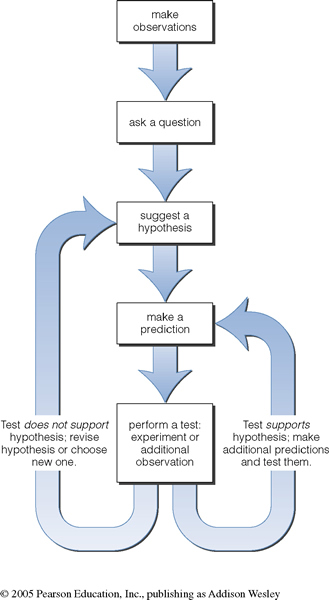 make
observations
ask a question
suggest a
hypothesis
make a
prediction
perform a test:
experiment or
additional
observation
Test does not support
hypothesis; revise
hypothesis or choose
new one.
Test supports
hypothesis; make
additional predictions
and test them.
© 2005 Pearson Education, Inc., publishing as Addison Wesley